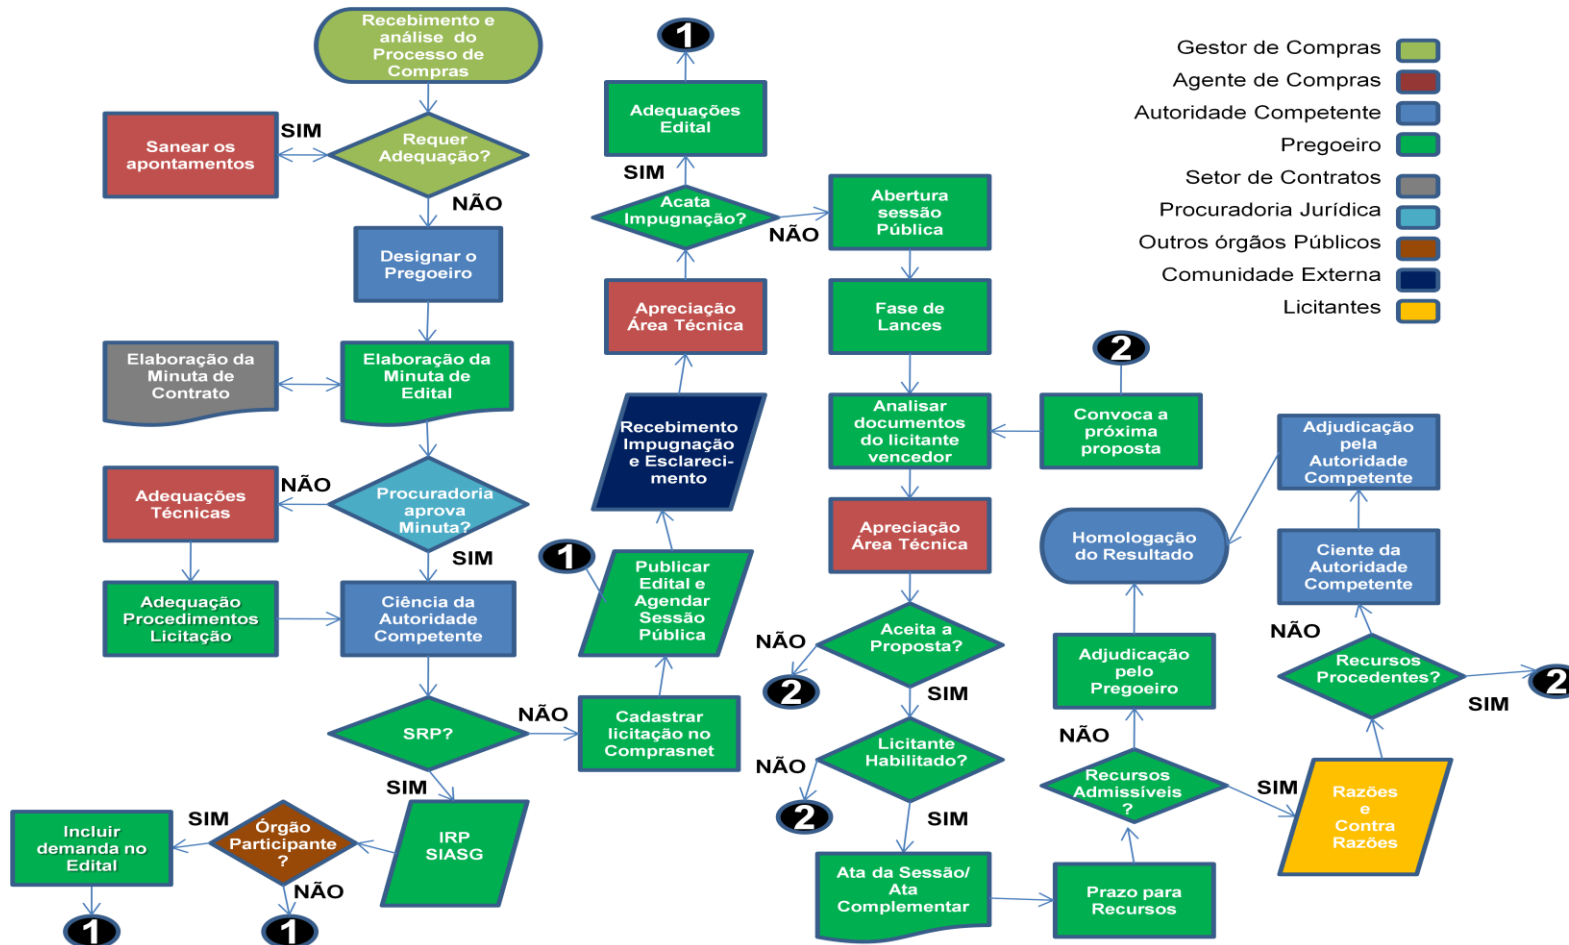 Recebimento e
análise do
Processo de
Compras
SIM
Sanear os
apontamentos
Requer
Adequação?
NÃO
Designar o
Pregoeiro
Elaboração da
Minuta de
Contrato
Elaboração da
Minuta de
Edital
NÃO
Adequações
Técnicas
Procuradoria
aprova
Minuta?
SIM
Adequação
Procedimentos
Licitação
Ciência da
Autoridade
Competente
SRP?
NÃO
SIM
Cadastrar
licitação no
Comprasnet
IRP
SIASG
Órgão
Participante
?
SIM
Incluir
demanda no
Edital
NÃO
1
1
1
Publicar
Edital e
Agendar
Sessão
Pública
Recebimento
Impugnação
e Esclareci-
mento
Apreciação
Área Técnica
Acata
Impugnação?
SIM
Adequações
Edital
1
NÃO
Abertura
sessão
Pública
Fase de
Lances
Analisar
documentos
do licitante
vencedor
2
Convoca a
próxima
proposta
Apreciação
Área Técnica
Aceita a
Proposta?
NÃO
2
SIM
Licitante
Habilitado?
NÃO
2
SIM
Ata da Sessão/
Ata
Complementar
Prazo para
Recursos
Recursos
Admissíveis
?
NÃO
Adjudicação
pelo
Pregoeiro
Homologação
do Resultado
SIM
Razões
e
Contra
Razões
Recursos
Procedentes?
SIM
2
NÃO
Ciente da
Autoridade
Competente
Adjudicação
pela
Autoridade
Competente
Gestor de Compras
Agente de Compras
Autoridade Competente
Pregoeiro
Setor de Contratos
Procuradoria Jurídica
Outros órgãos Públicos
Comunidade Externa
Licitantes